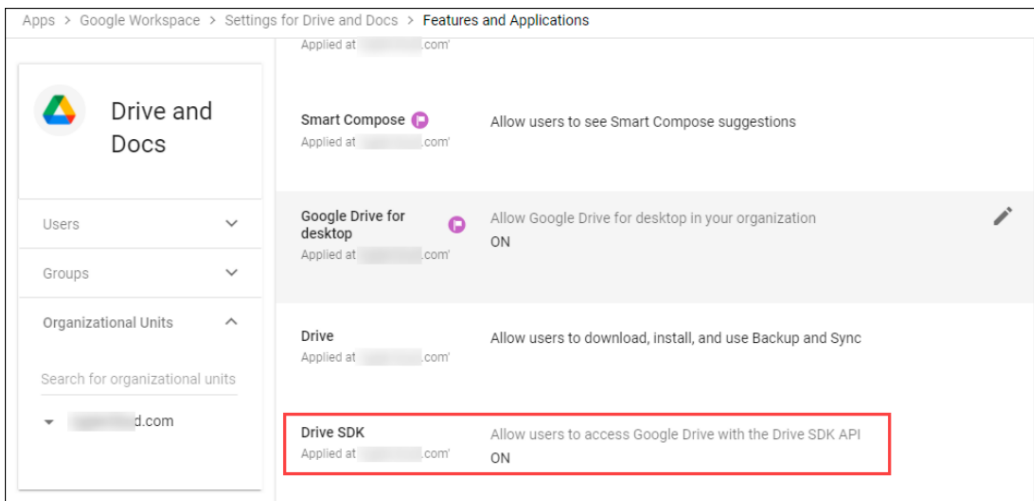 Apps > Google Workspace > Settings for Drive and Docs > Features and Applications
Applied at .com'
Drive and
Docs
Users
Groups
Organizational Units
Search for organizational units
d.com
Smart Compose
Applied at .com'
Allow users to see Smart Compose suggestions
Google Drive for
desktop
Applied at .com'
Allow Google Drive for desktop in your organization
ON
Drive
Applied at .com'
Allow users to download, install, and use Backup and Sync
Drive SDK
Applied at .com'
Allow users to access Google Drive with the Drive SDK API
ON